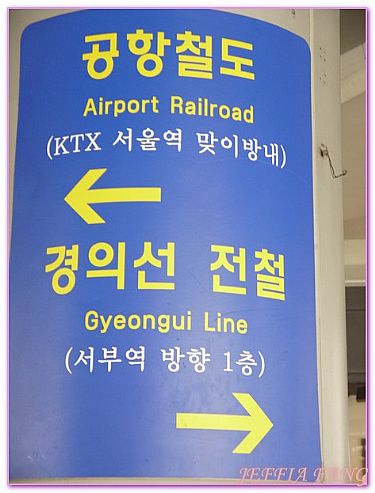 공항철도
Airport Railroad
(KTX 서울역 맞이방내)
경의선 전철
Gyeongui Line
(서부역 방향 1층)
JEFFIA FANG